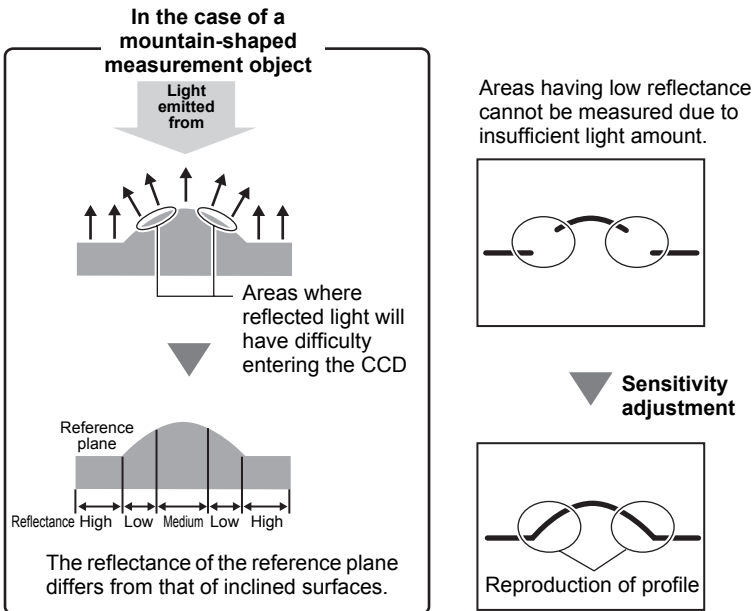 In the case of a
mountain-shaped
measurement object
Light
emitted
from
Areas where
reflected light will
have difficulty
entering the CCD
Reference
plane
Reflectance High Low Medium Low High
The reflectance of the reference plane
differs from that of inclined surfaces.
Areas having low reflectance
cannot be measured due to
insufficient light amount.
Sensitivity
adjustment
Reproduction of profile